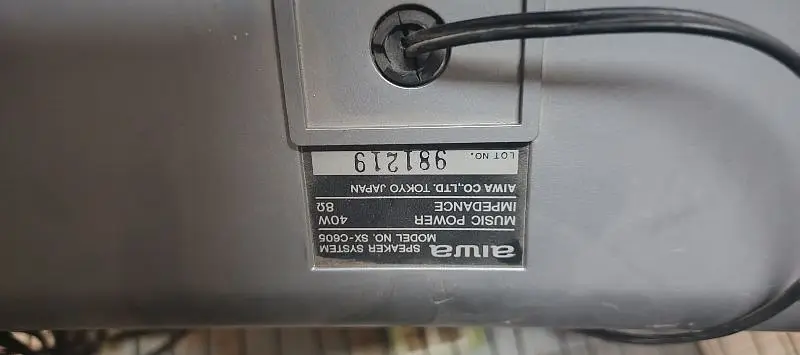 aiwa SPEAKER SYSTEM
MODEL NO. SX-C605
MUSIC POWER 40W
IMPEDANCE 8Ω
AIWA CO.,LTD. TOKYO JAPAN
LOT NO. 981219